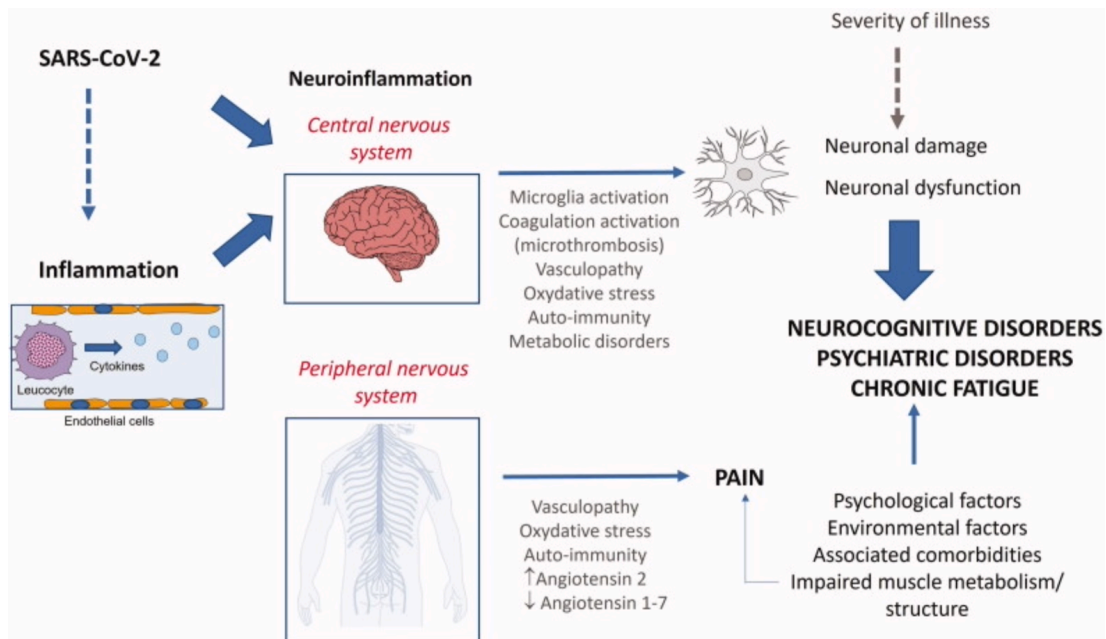 SARS-CoV-2
Inflammation
Leucocyte
Cytokines
Endothelial cells
Neuroinflammation
Central nervous
system
Peripheral nervous
system
Microglia activation
Coagulation activation
(microthrombosis)
Vasculopathy
Oxydative stress
Auto-immunity
Metabolic disorders
Vasculopathy
Oxydative stress
Auto-immunity
↑Angiotensin 2
↓ Angiotensin 1-7
PAIN
Severity of illness
Neuronal damage
Neuronal dysfunction
NEUROCOGNITIVE DISORDERS
PSYCHIATRIC DISORDERS
CHRONIC FATIGUE
Psychological factors
Environmental factors
Associated comorbidities
Impaired muscle metabolism/
structure